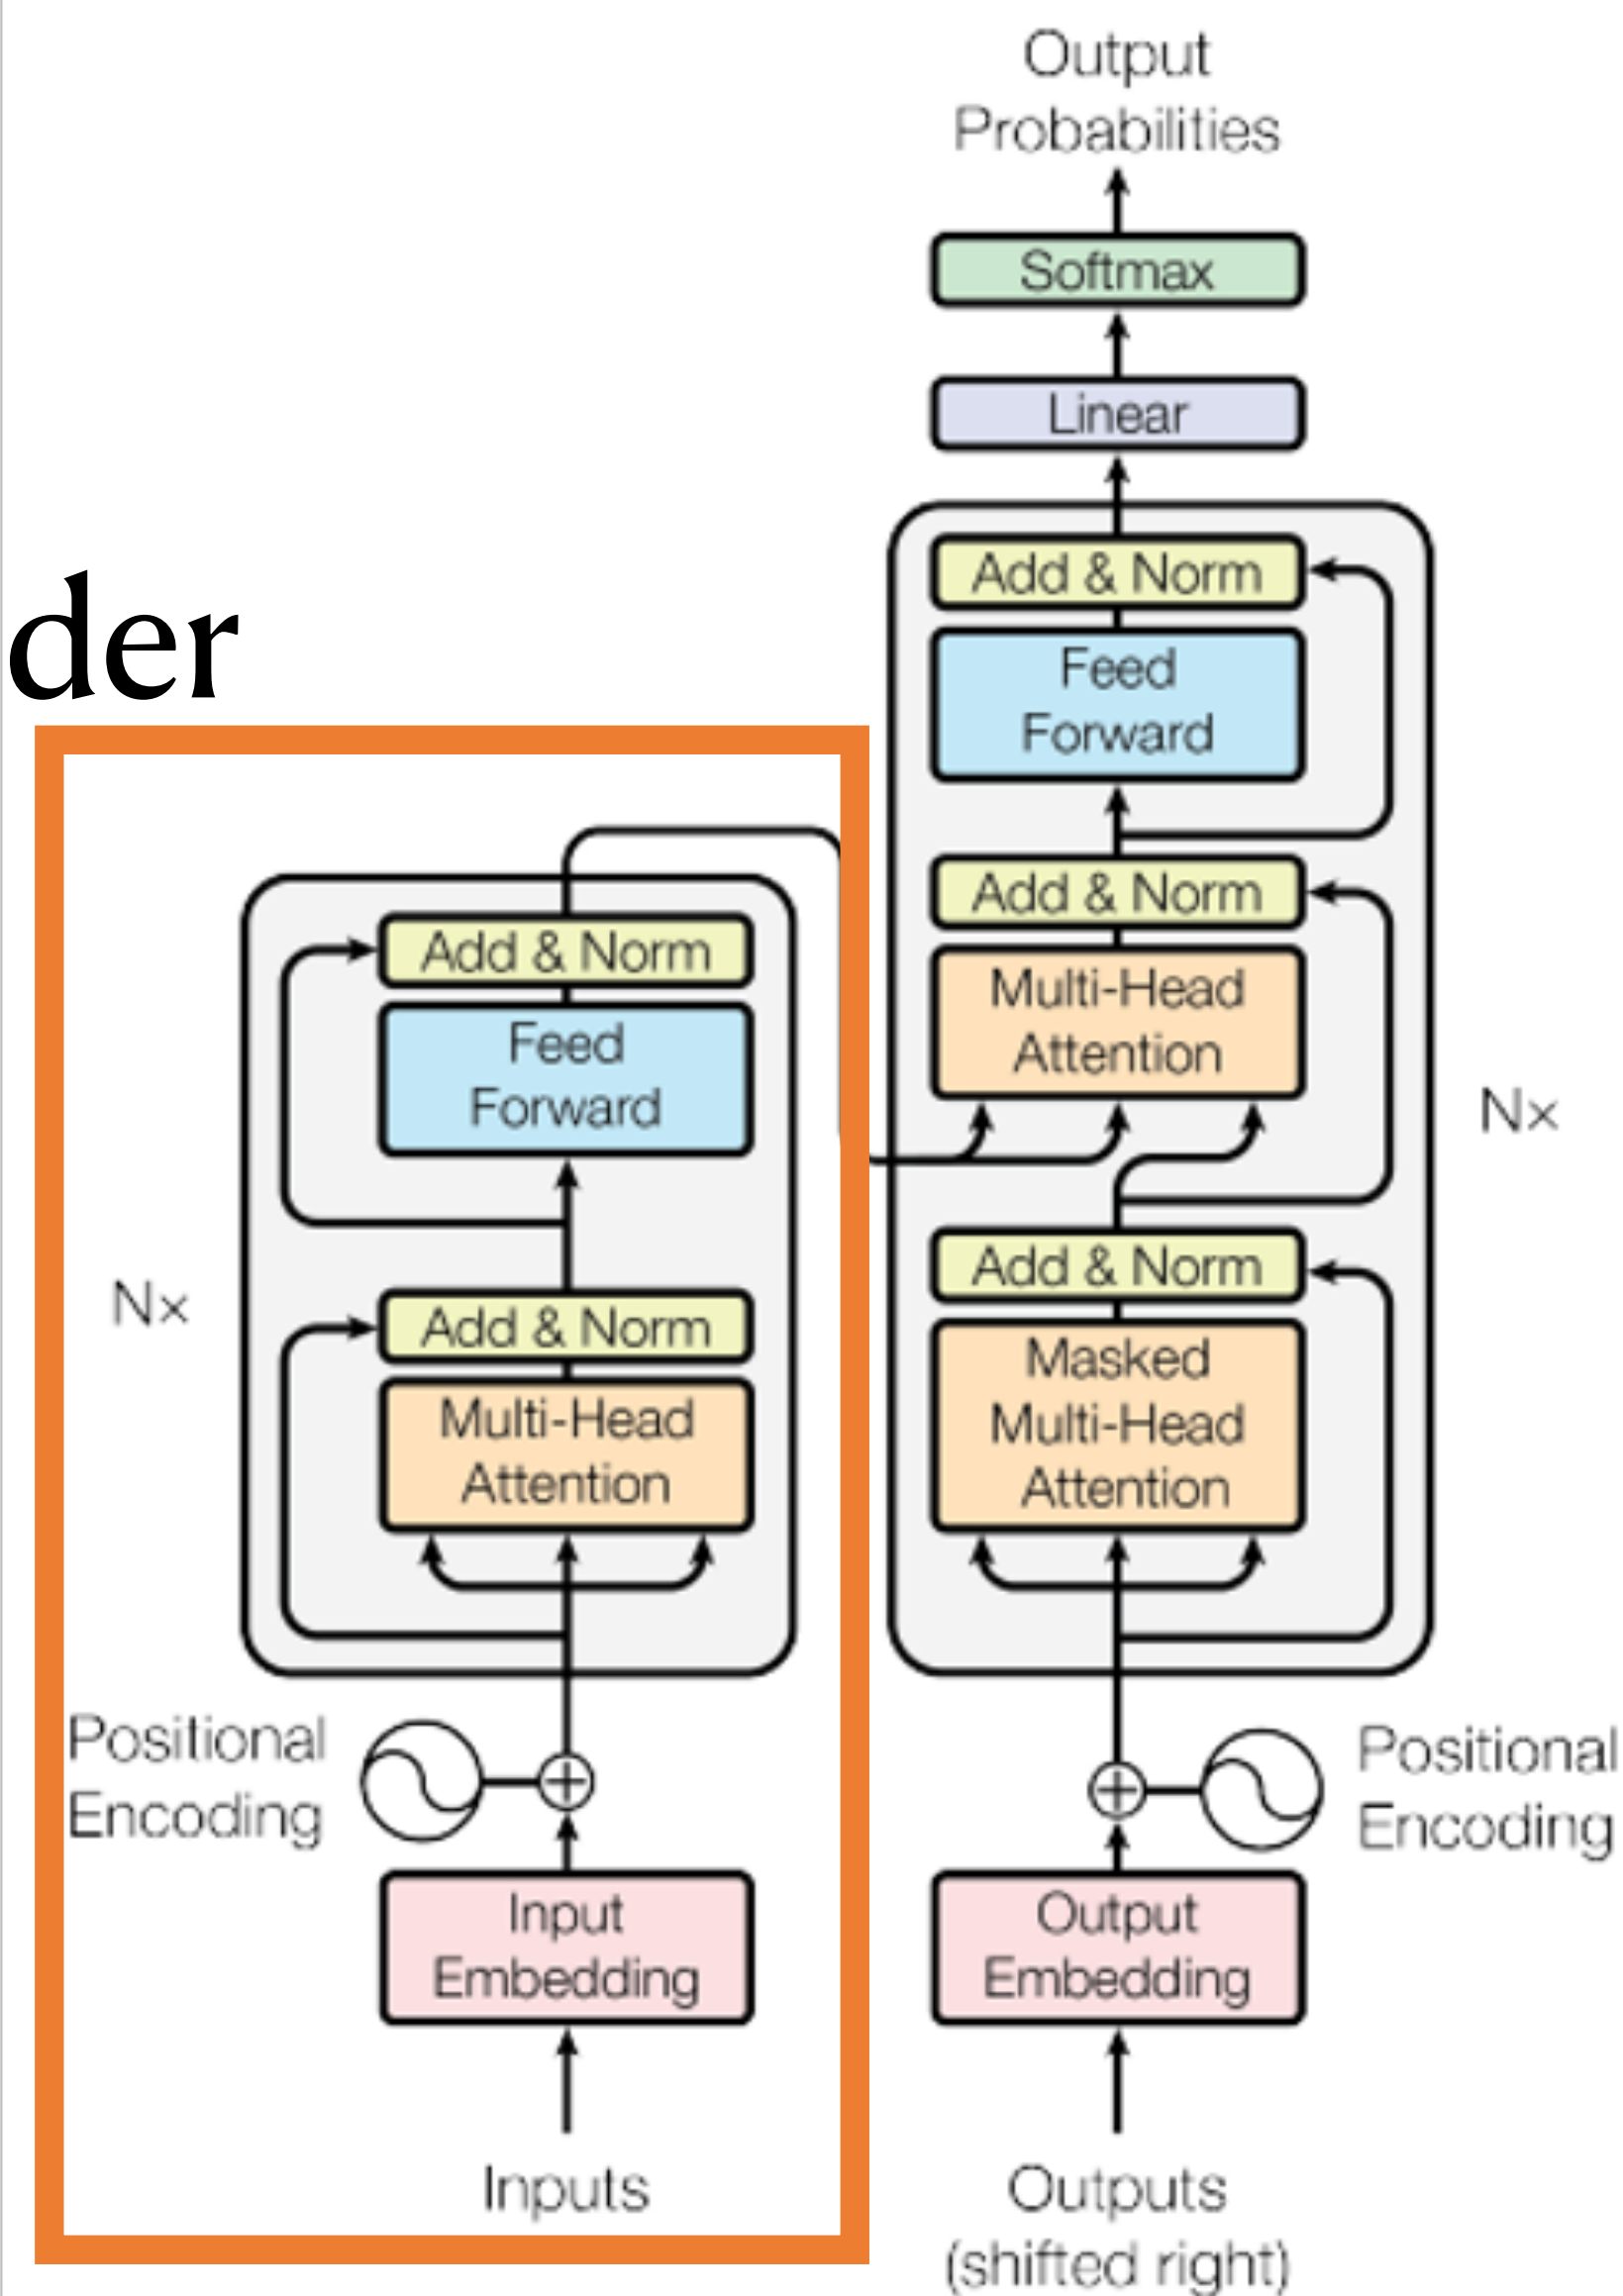 Output
Probabilities
Softmax
Linear
Add & Norm
Feed
Forward
Add & Norm
Multi-Head
Attention
Nx
Add & Norm
Masked
Multi-Head
Attention
Positional
Encoding
Output
Embedding
Outputs
(shifted right)
der
Add & Norm
Feed
Forward
Nx
Add & Norm
Multi-Head
Attention
Positional
Encoding
Input
Embedding
Inputs